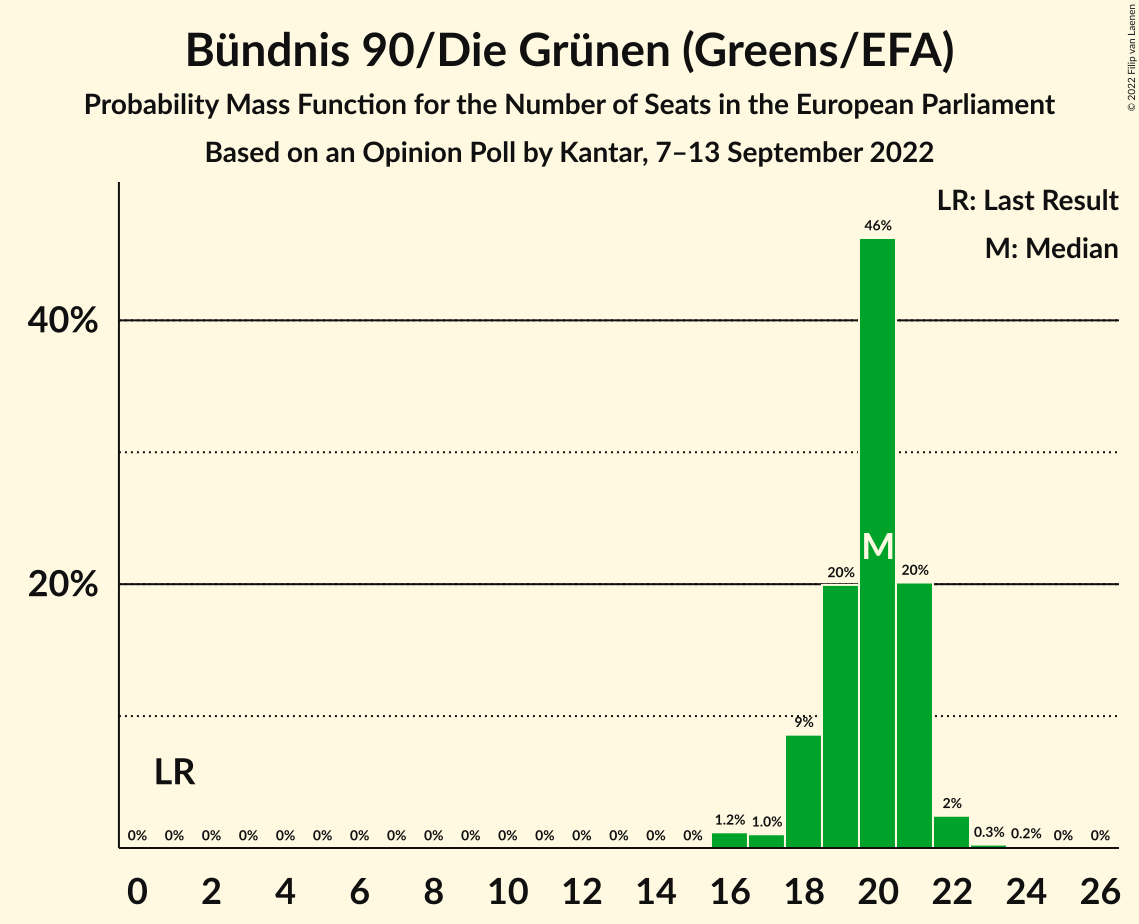 Bündnis 90/Die Grünen (Greens/EFA)
Probability Mass Function for the Number of Seats in the European Parliament
Based on an Opinion Poll by Kantar, 7–13 September 2022
© 2022 Filip van Laenen
LR: Last Result
M: Median
46%
40%
M
20%
20% 20%
9%
LR
0% 0% 0% 0% 0% 0% 0% 0% 0% 0% 0% 0% 0% 0% 0% 0% 1.2% 1.0% 2% 0.3% 0.2% 0% 0%
0 2 4 6 8 10 12 14 16 18 20 22 24 26